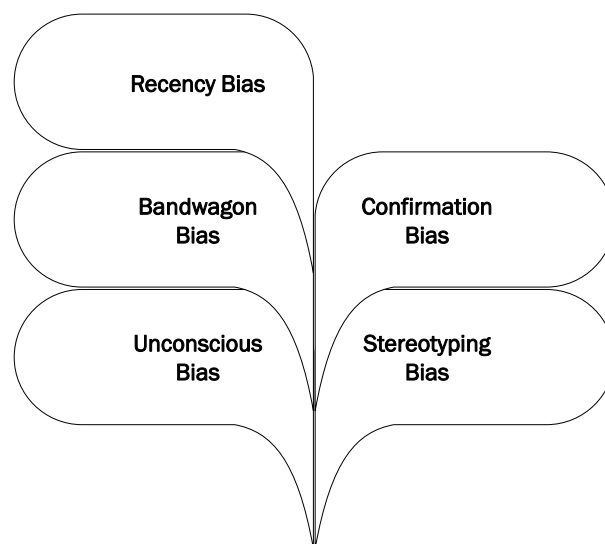 Recency Bias
Bandwagon
Bias
Confirmation
Bias
Unconscious
Bias
Stereotyping
Bias